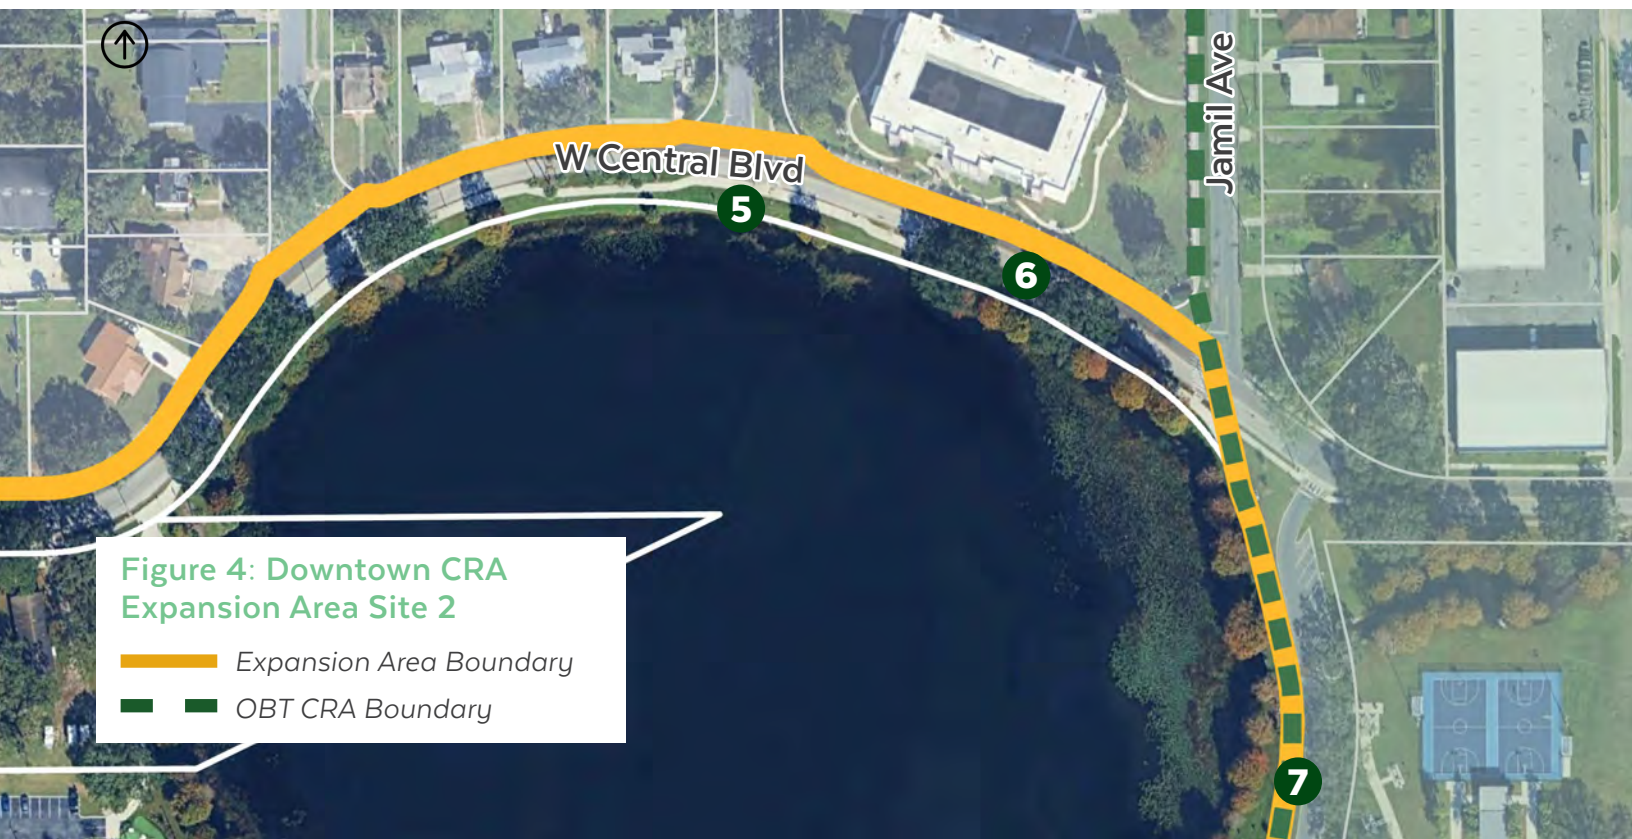 Jamil Ave
W Central Blvd
5
6
Figure 4: Downtown CRA
Expansion Area Site 2
Expansion Area Boundary
OBT CRA Boundary
7